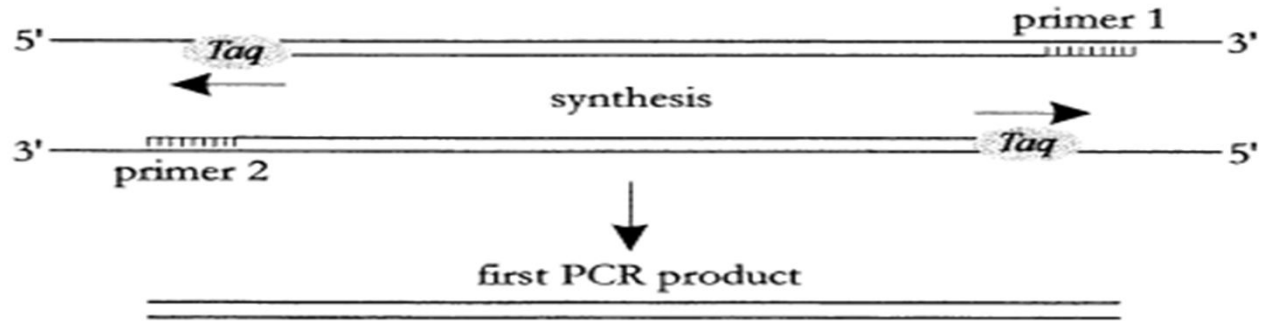 primer 1
5' Taq 3'
synthesis
3' Taq 5'
primer 2
first PCR product